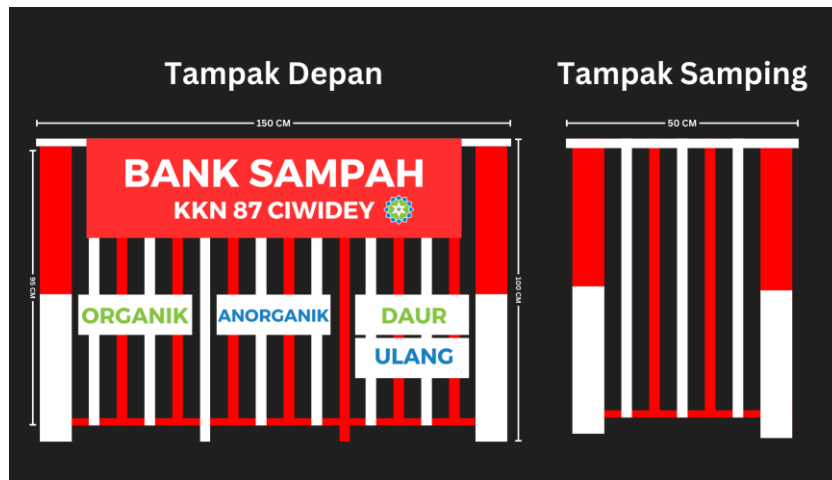 Tampak Depan
Tampak Samping
150 CM
50 CM
BANK SAMPAH
KKN 87 CIWIDEY
95 CM
100 CM
ORGANIK
ANORGANIK
DAUR
ULANG